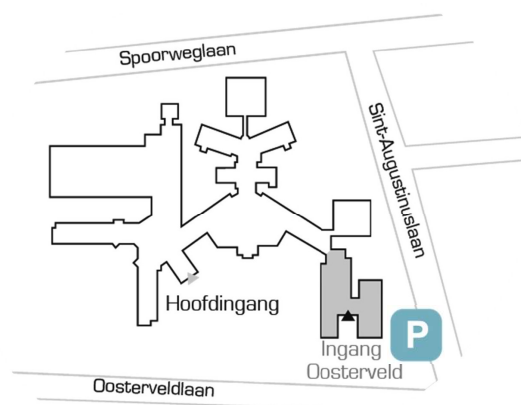 Spoorweglaan
Sint-Augustinuslaan
Hoofdingang
Ingang
Oosterveld
P
Oosterveldlaan